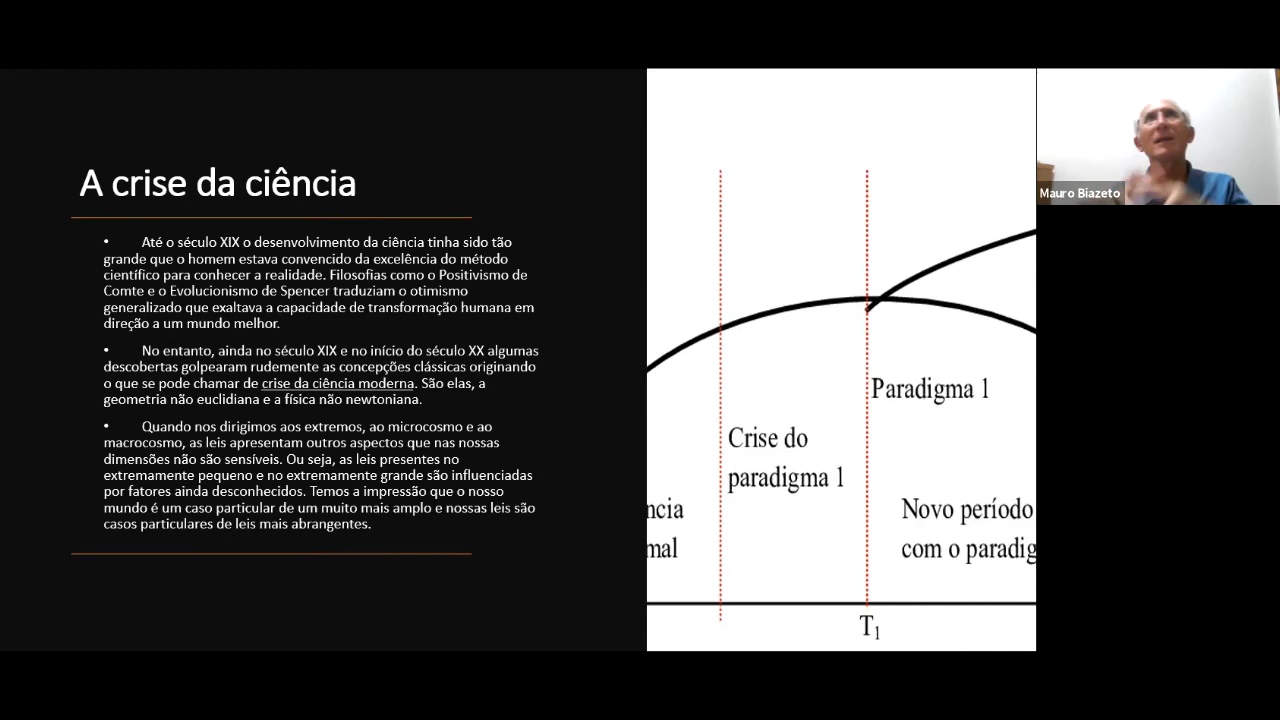 A crise da ciência
• Até o século XIX o desenvolvimento da ciência tinha sido tão
grande que o homem estava convencido da excelência do método
científico para conhecer a realidade. Filosofias como o Positivismo de
Comte e o Evolucionismo de Spencer traduziam o otimismo
generalizado que exaltava a capacidade de transformação humana em
direção a um mundo melhor.
• No entanto, ainda no século XIX e no início do século XX algumas
descobertas golpearam rudemente as concepções clássicas originando
o que se pode chamar de crise da ciência moderna. São elas, a
geometria não euclidiana e a física não newtoniana.
• Quando nos dirigimos aos extremos, ao microcosmo e ao
macrocosmo, as leis apresentam outros aspectos que nas nossas
dimensões não são sensíveis. Ou seja, as leis presentes no
extremamente pequeno e no extremamente grande são influenciadas
por fatores ainda desconhecidos. Temos a impressão que o nosso
mundo é um caso particular de um muito mais amplo e nossas leis são
casos particulares de leis mais abrangentes.
Paradigma 1
Crise do
paradigma 1
ncia
mal
Novo período
com o paradig
T1
Mauro Biazeto